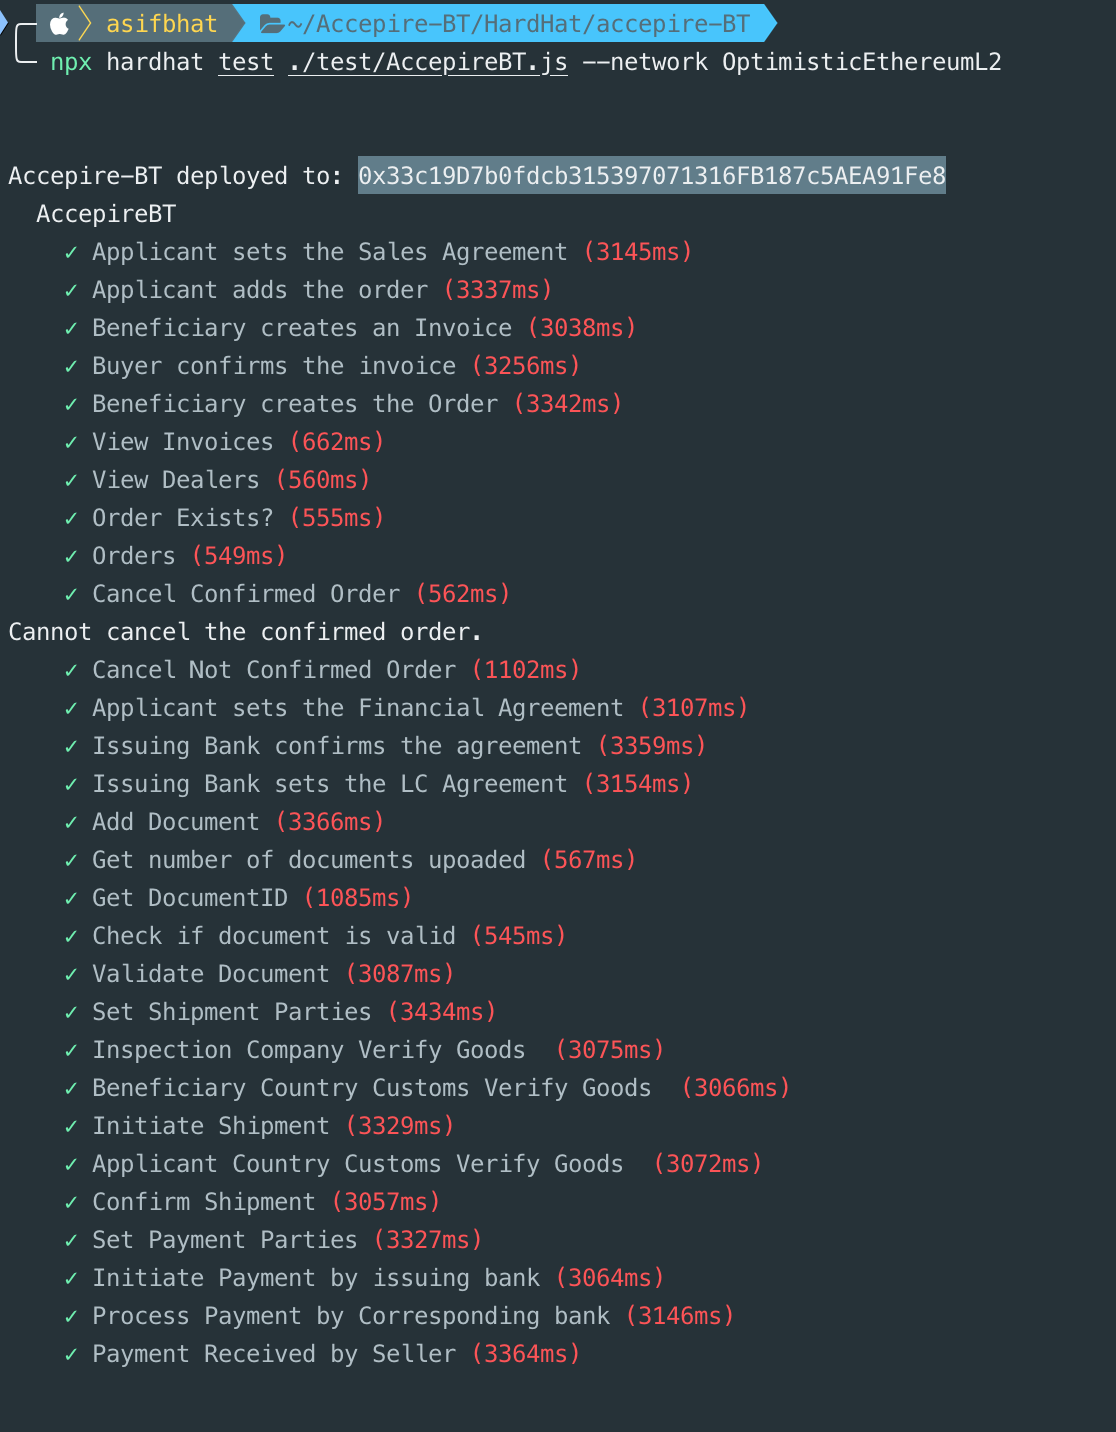 asifbhat ~/Accepire-BT/HardHat/accepire-BT
npx hardhat test ./test/AccepireBT.js --network OptimisticEthereumL2
Accepire-BT deployed to: 0x33c19D7b0fdcb315397071316FB187c5AEA91Fe8
AccepireBT
✓ Applicant sets the Sales Agreement (3145ms)
✓ Applicant adds the order (3337ms)
✓ Beneficiary creates an Invoice (3038ms)
✓ Buyer confirms the invoice (3256ms)
✓ Beneficiary creates the Order (3342ms)
✓ View Invoices (662ms)
✓ View Dealers (560ms)
✓ Order Exists? (555ms)
✓ Orders (549ms)
✓ Cancel Confirmed Order (562ms)
Cannot cancel the confirmed order.
✓ Cancel Not Confirmed Order (1102ms)
✓ Applicant sets the Financial Agreement (3107ms)
✓ Issuing Bank confirms the agreement (3359ms)
✓ Issuing Bank sets the LC Agreement (3154ms)
✓ Add Document (3366ms)
✓ Get number of documents upoaded (567ms)
✓ Get DocumentID (1085ms)
✓ Check if document is valid (545ms)
✓ Validate Document (3087ms)
✓ Set Shipment Parties (3434ms)
✓ Inspection Company Verify Goods  (3075ms)
✓ Beneficiary Country Customs Verify Goods  (3066ms)
✓ Initiate Shipment (3329ms)
✓ Applicant Country Customs Verify Goods  (3072ms)
✓ Confirm Shipment (3057ms)
✓ Set Payment Parties (3327ms)
✓ Initiate Payment by issuing bank (3064ms)
✓ Process Payment by Corresponding bank (3146ms)
✓ Payment Received by Seller (3364ms)